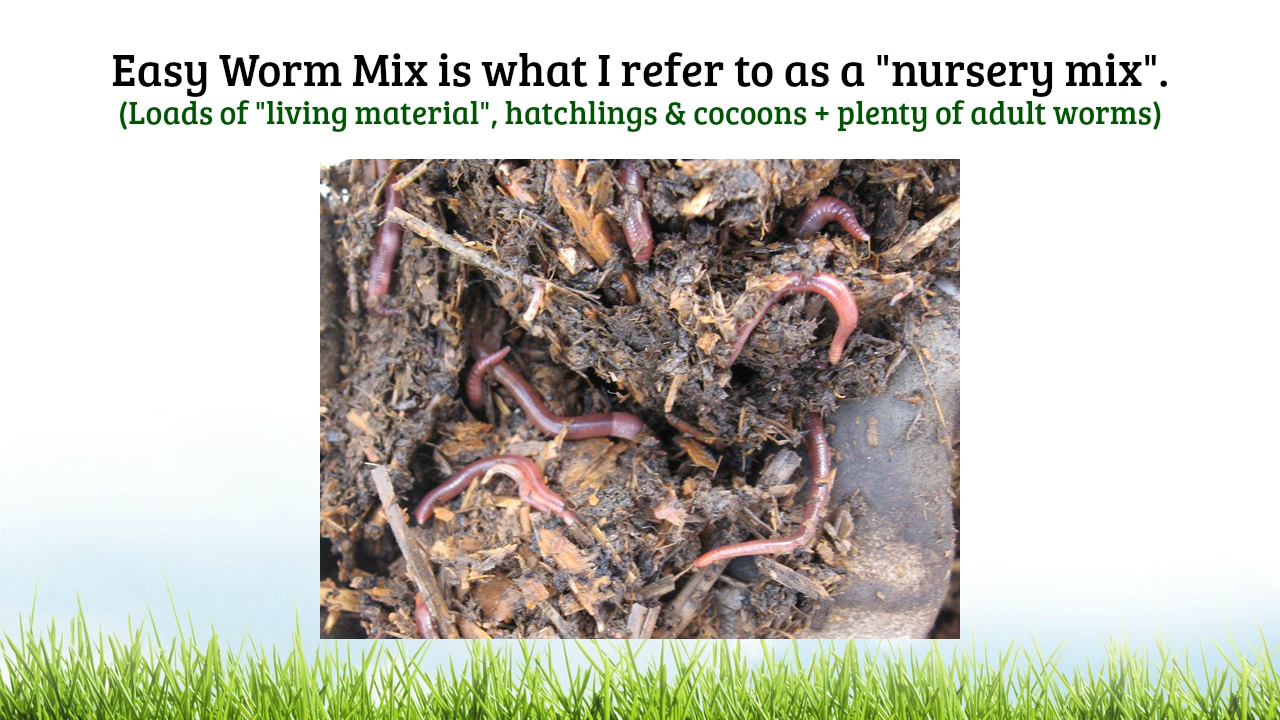 Easy Worm Mix is what I refer to as a "nursery mix".
(Loads of "living material", hatchlings & cocoons + plenty of adult worms)